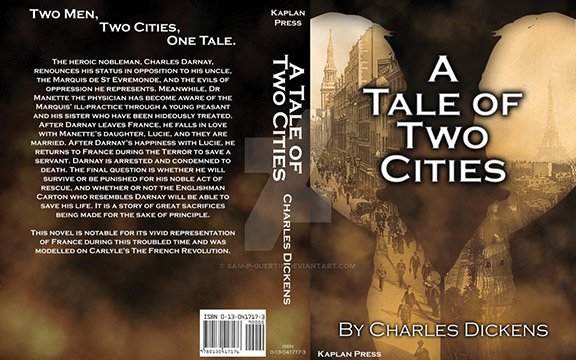 Two Men,
Two Cities,
One Tale.
The heroic nobleman, Charles Darnay,
renounces his status in opposition to his uncle,
the Marquis de St Evremonde, and the evils of
oppression he represents. Meanwhile, Dr
Manette the physician has become aware of the
Marquis' ill-practice through a young peasant
and his sister who have been hideously treated.
After Darnay leaves France, he falls in love
with Manette's daughter, Lucie, and they are
married. After Darnay's happiness with Lucie, he
returns to France during the Terror to save a
servant. Darnay is arrested and condemned to
death. The final question is whether he will
survive or be punished for his noble act of
rescue, and whether or not the Englishman
Carton who resembles Darnay will be able to
save his life. It is a story of great sacrifices
being made for the sake of principle.
This novel is notable for its vivid representation
of France during this troubled time and was
modelled on Carlyle's The French Revolution.
ISBN 0-13-041717-3
90000
9780130417176
Kaplan
Press
A Tale of
Two Cities
Charles Dickens
ISBN
0-13-041717-3
A
Tale of
Two
Cities
By Charles Dickens
Kaplan Press